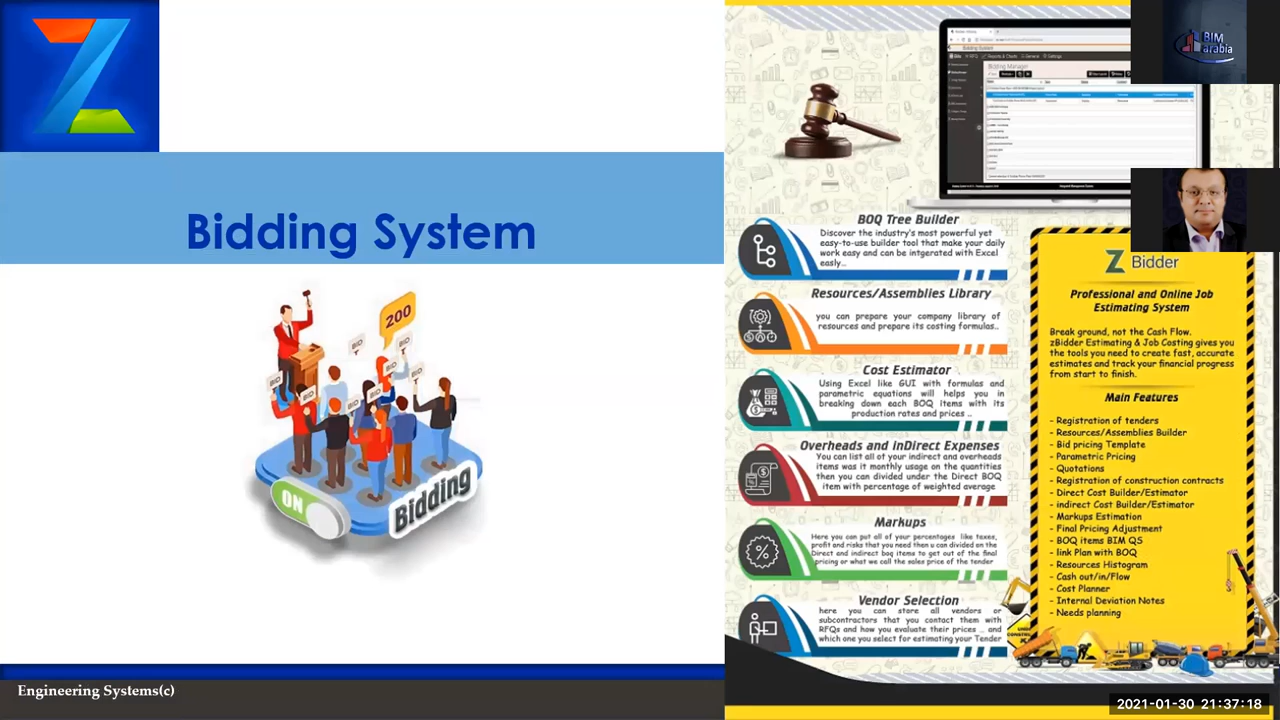 Bidding System
200
BID
BID
Bidding
Engineering Systems(c)
Bidding System
Reports & Charts
General
Settings
Bidding Manager
BOQ Tree Builder
Discover the industry's most powerful yet
easy-to-use builder tool that make your daily
work easy and can be intgerated with Excel
easly...
Resources/Assemblies Library
you can prepare your company library of
resources and prepare its costing formulas..
Cost Estimator
Using Excel like GUI with formulas and
parametric equations will helps you in
breaking down each BOQ items with its
production rates and prices ..
Overheads and inDirect Expenses
You can list all of your indirect and overheads
items was it monthly usage on the quantities
then you can divided under the Direct BOQ
item with percentage of weighted average
Markups
Here you can put all of your percentages like taxes,
profit and risks that you need then u can divided on the
Direct and indirect boq items to get out of the final
pricing or what we call the sales price of the tender
Vendor Selection
here you can store all vendors or
subcontractors that you contact them with
RFQs and how you evaluate their prices ... and
which one you select for estimating your Tender
BIM
arabia
Z Bidder
Professional and Online Job
Estimating System
Break ground, not the Cash Flow.
zBidder Estimating & Job Costing gives you
the tools you need to create fast, accurate
estimates and track your financial progress
from start to finish.
Main Features
- Registration of tenders
- Resources/Assemblies Builder
- Bid pricing Template
- Parametric Pricing
- Quotations
- Registration of construction contracts
- Direct Cost Builder/Estimator
- indirect Cost Builder/Estimator
- Markups Estimation
- Final Pricing Adjustment
- BOQ items BIM QS
- link Plan with BOQ
- Resources Histogram
- Cash out/in/Flow
- Cost Planner
- Internal Deviation Notes
- Needs planning
2021-01-30 21:37:18